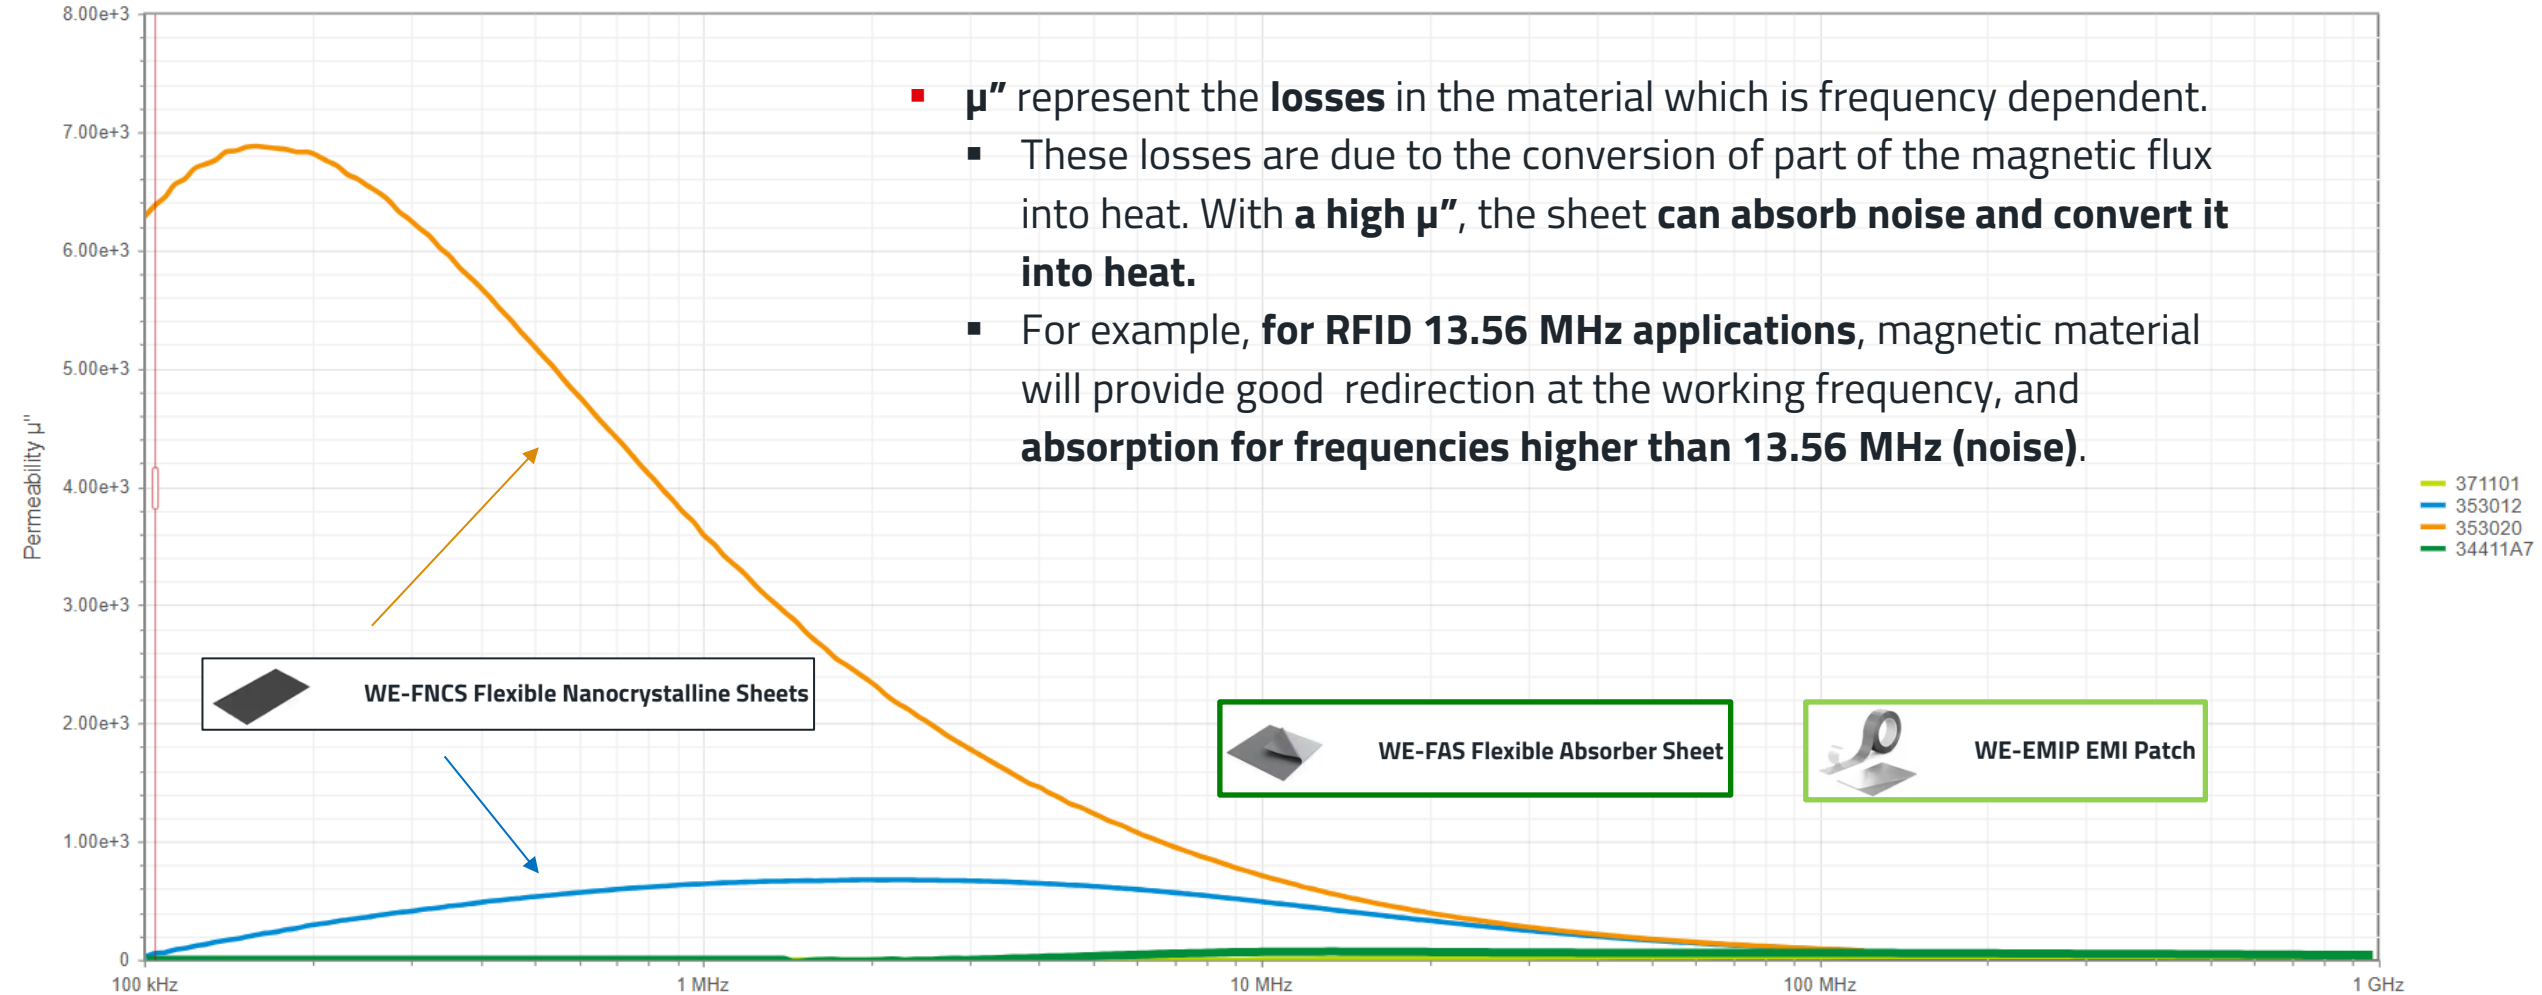 8.00e+3
7.00e+3
6.00e+3
5.00e+3
4.00e+3
3.00e+3
2.00e+3
1.00e+3
0
Permeability µ''
▪ µ″ represent the losses in the material which is frequency dependent.
▪ These losses are due to the conversion of part of the magnetic flux
into heat. With a high µ″, the sheet can absorb noise and convert it
into heat.
▪ For example, for RFID 13.56 MHz applications, magnetic material
will provide good  redirection at the working frequency, and
absorption for frequencies higher than 13.56 MHz (noise).
371101
353012
353020
34411A7
WE-FNCS Flexible Nanocrystalline Sheets
WE-FAS Flexible Absorber Sheet
WE-EMIP EMI Patch
100 kHz
1 MHz
10 MHz
100 MHz
1 GHz